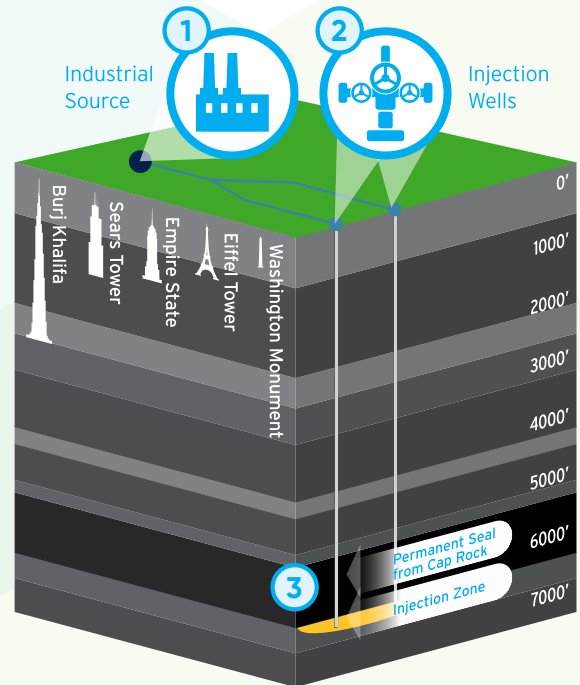 1
2
Industrial
Source
Injection
Wells
Burj Khalifa
Sears Tower
Empire State
Eiffel Tower
Washington Monument
0'
1000'
2000'
3000'
4000'
5000'
6000'
7000'
3
Permanent Seal
from Cap Rock
Injection Zone